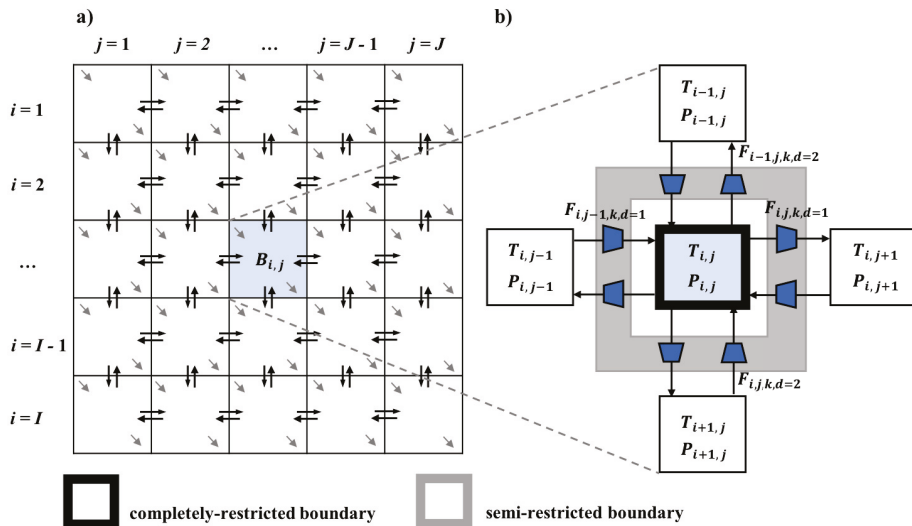 a)
b)
j = 1 j = 2 … j = J - 1 j = J
i = 1
i = 2
…
i = I - 1
i = I
B_{i,j}
T_{i-1,j}
P_{i-1,j}
F_{i-1,j,k,d=2}
F_{i,j-1,k,d=1}
F_{i,j,k,d=1}
T_{i,j-1}
P_{i,j-1}
T_{i,j}
P_{i,j}
T_{i,j+1}
P_{i,j+1}
F_{i,j,k,d=2}
T_{i+1,j}
P_{i+1,j}
completely-restricted boundary
semi-restricted boundary